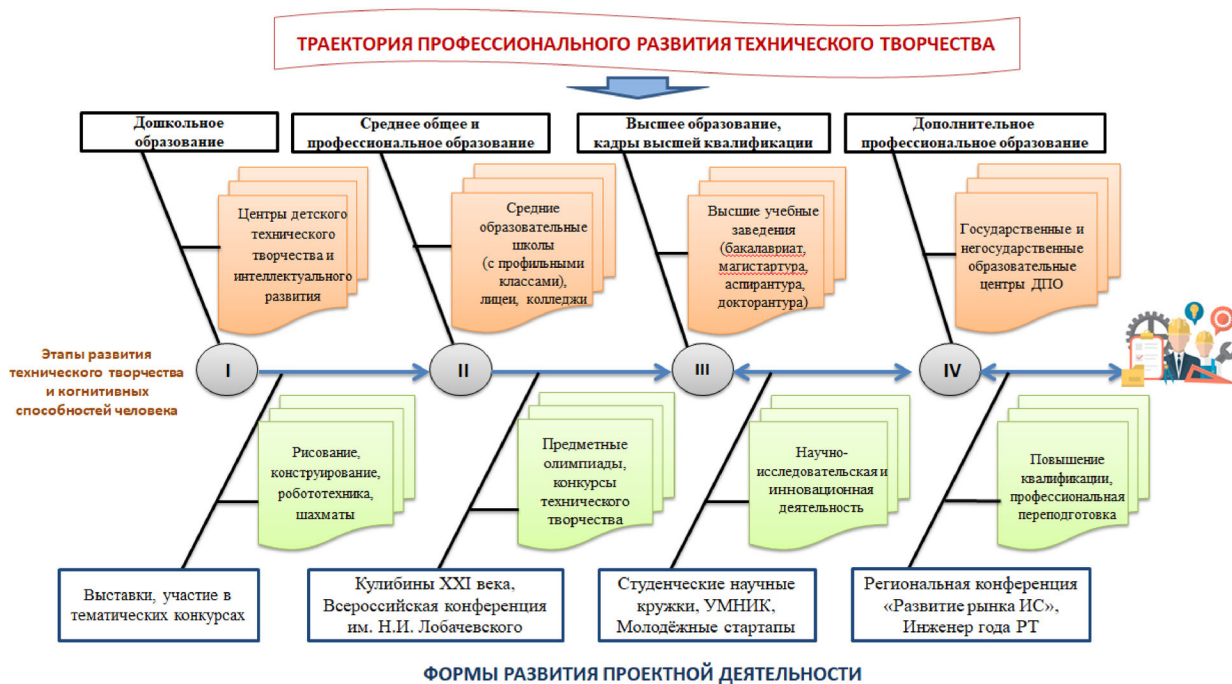 ТРАЕКТОРИЯ ПРОФЕССИОНАЛЬНОГО РАЗВИТИЯ ТЕХНИЧЕСКОГО ТВОРЧЕСТВА
Дошкольное
образование
Среднее общее и
профессиональное образование
Высшее образование,
кадры высшей квалификации
Дополнительное
профессиональное образование
Центры детского
технического
творчества и
интеллектуального
развития
Средние
образовательные
школы
(с профильными
классами),
лицеи, колледжи
Высшие учебные
заведения
(бакалавриат,
магистартура,
аспирантура,
докторантура)
Государственные и
негосударственные
образовательные
центры ДПО
Этапы развития
технического творчества
и когнитивных
способностей человека
I
II
III
IV
Рисование,
конструирование,
робототехника,
шахматы
Предметные
олимпиады,
конкурсы
технического
творчества
Научно-
исследовательская и
инновационная
деятельность
Повышение
квалификации,
профессиональная
переподготовка
Выставки, участие в
тематических конкурсах
Кулибины XXI века,
Всероссийская конференция
им. Н.И. Лобачевского
Студенческие научные
кружки, УМНИК,
Молодёжные стартапы
Региональная конференция
«Развитие рынка ИС»,
Инженер года РТ
ФОРМЫ РАЗВИТИЯ ПРОЕКТНОЙ ДЕЯТЕЛЬНОСТИ